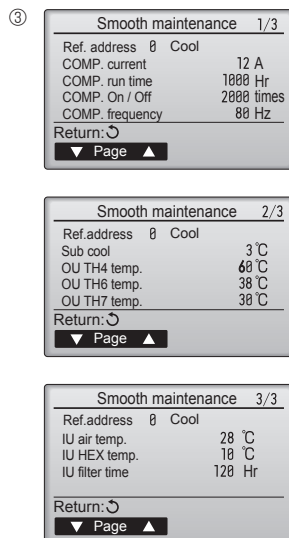 ③
Smooth maintenance 1/3
Ref. address 0 Cool
COMP. current 12 A
COMP. run time 1000 Hr
COMP. On / Off 2000 times
COMP. frequency 80 Hz
Return:
▼ Page ▲
Smooth maintenance 2/3
Ref.address 0 Cool
Sub cool 3 ℃
OU TH4 temp. 60 ℃
OU TH6 temp. 38 ℃
OU TH7 temp. 30 ℃
Return:
▼ Page ▲
Smooth maintenance 3/3
Ref.address 0 Cool
IU air temp. 28 ℃
IU HEX temp. 10 ℃
IU filter time 120 Hr
Return:
▼ Page ▲